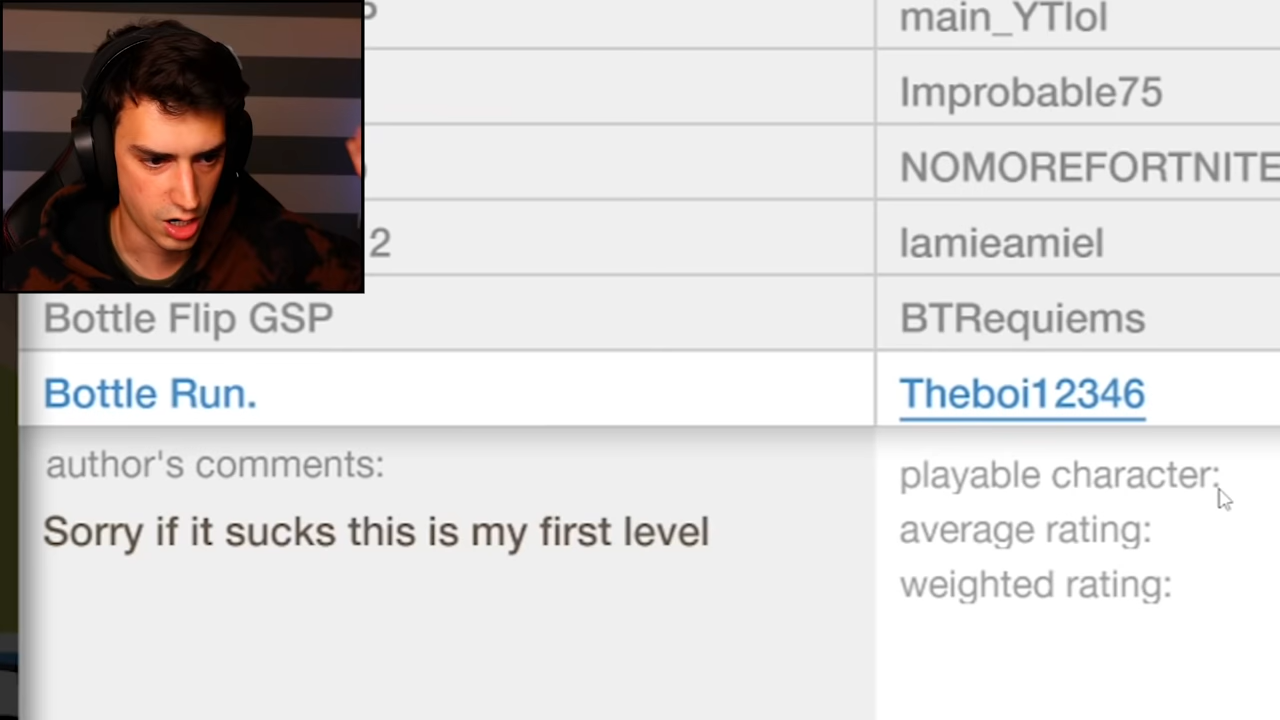 main_YTlol
Improbable75
NOMOREFORTNITE
2
lamieamiel
Bottle Flip GSP
BTRequiems
Bottle Run.
Theboi12346
author's comments:
Sorry if it sucks this is my first level
playable character:
average rating:
weighted rating: